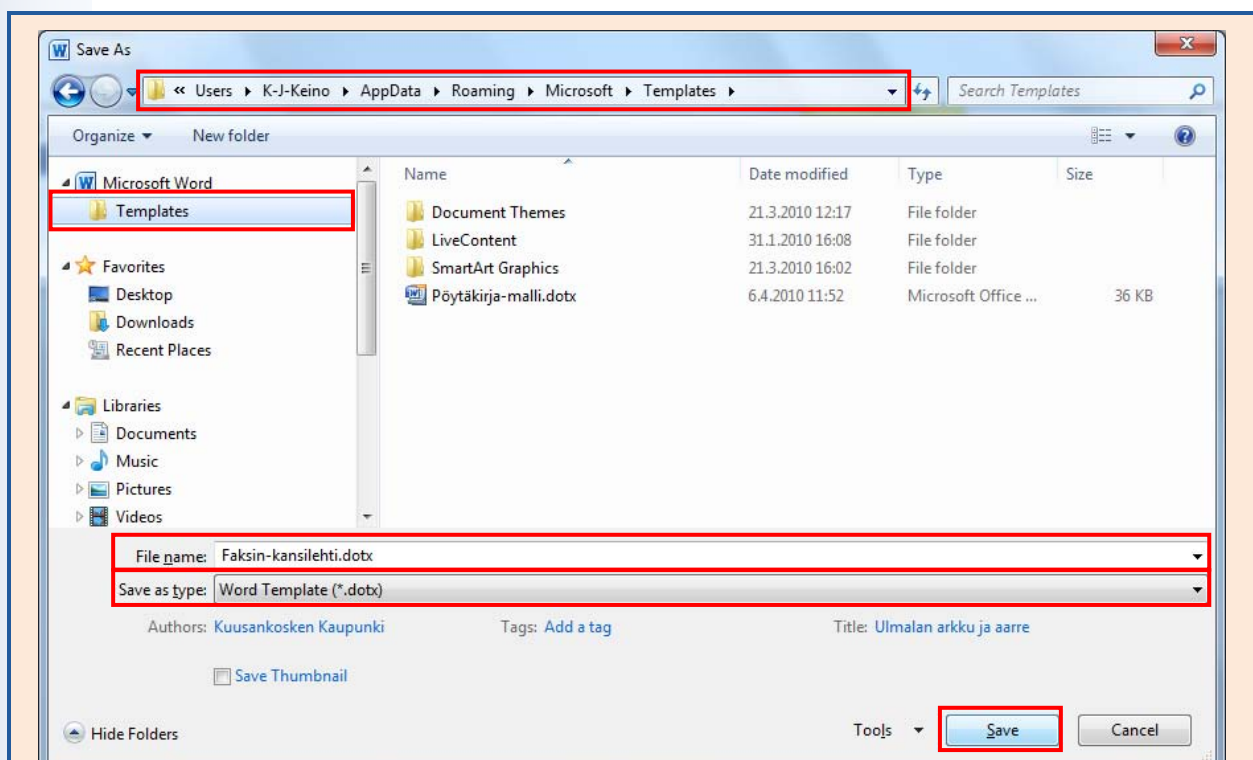 Save As
« Users ▸ K-J-Keino ▸ AppData ▸ Roaming ▸ Microsoft ▸ Templates ▸
Search Templates
Organize New folder
Name Date modified Type Size
Microsoft Word
Templates
Favorites
Desktop
Downloads
Recent Places
Libraries
Documents
Music
Pictures
Videos
Document Themes 21.3.2010 12:17 File folder
LiveContent 31.1.2010 16:08 File folder
SmartArt Graphics 21.3.2010 16:02 File folder
Pöytäkirja-malli.dotx 6.4.2010 11:52 Microsoft Office ... 36 KB
File name: Faksin-kansilehti.dotx
Save as type: Word Template (*.dotx)
Authors: Kuusankosken Kaupunki Tags: Add a tag Title: Ulmalan arkku ja aarre
Save Thumbnail
Hide Folders Tools Save Cancel